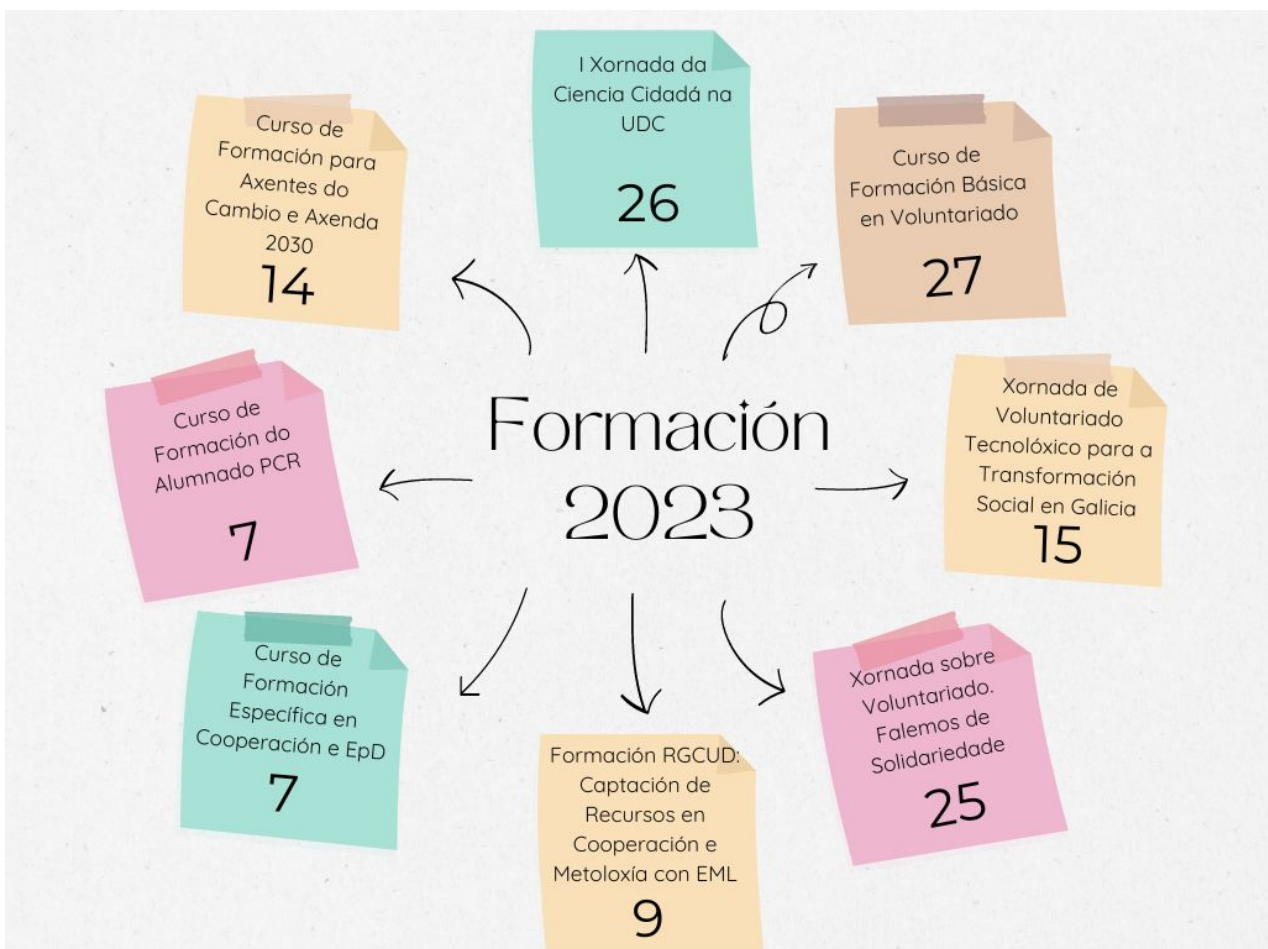 I Xornada da
Ciencia Cidadá na
UDC
26
Curso de
Formación para
Axentes do
Cambio e Axenda
2030
14
Curso de
Formación Básica
en Voluntariado
27
Curso de
Formación do
Alumnado PCR
7
Formación
2023
Xornada de
Voluntariado
Tecnolóxico para a
Transformación
Social en Galicia
15
Curso de
Formación
Específica en
Cooperación e EpD
7
Formación RGCUD:
Captación de
Recursos en
Cooperación e
Metoloxía con EML
9
Xornada sobre
Voluntariado.
Falemos de
Solidariedade
25